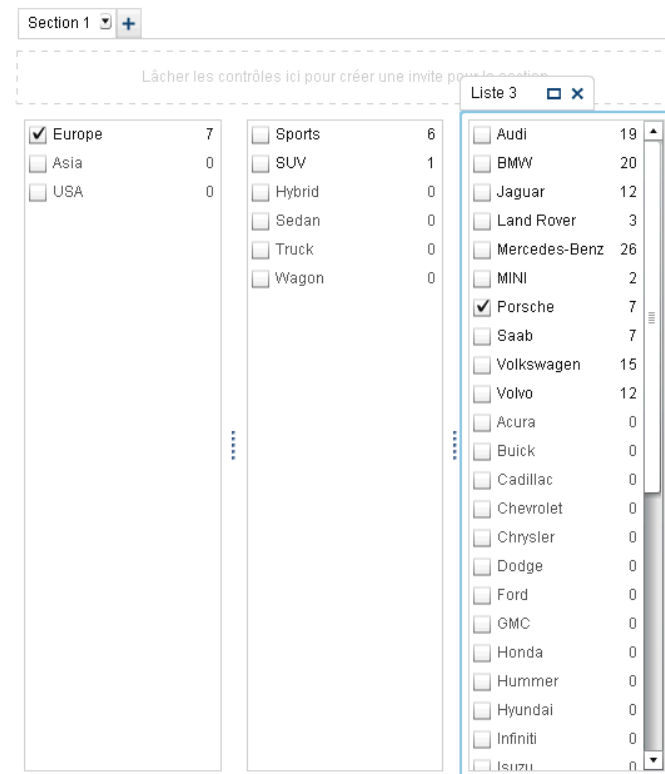 Section 1
Lâcher les contrôles ici pour créer une invite pour la section
Liste 3
Europe 7
Asia 0
USA 0
Sports 6
SUV 1
Hybrid 0
Sedan 0
Truck 0
Wagon 0
Audi 19
BMW 20
Jaguar 12
Land Rover 3
Mercedes-Benz 26
MINI 2
Porsche 7
Saab 7
Volkswagen 15
Volvo 12
Acura 0
Buick 0
Cadillac 0
Chevrolet 0
Chrysler 0
Dodge 0
Ford 0
GMC 0
Honda 0
Hummer 0
Hyundai 0
Infiniti 0
Isuzu 0